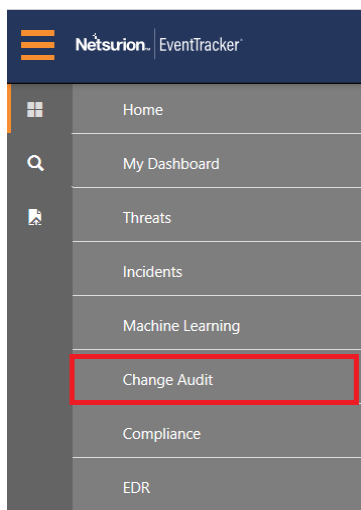 Netsurion. EventTracker
Home
My Dashboard
Threats
Incidents
Machine Learning
Change Audit
Compliance
EDR